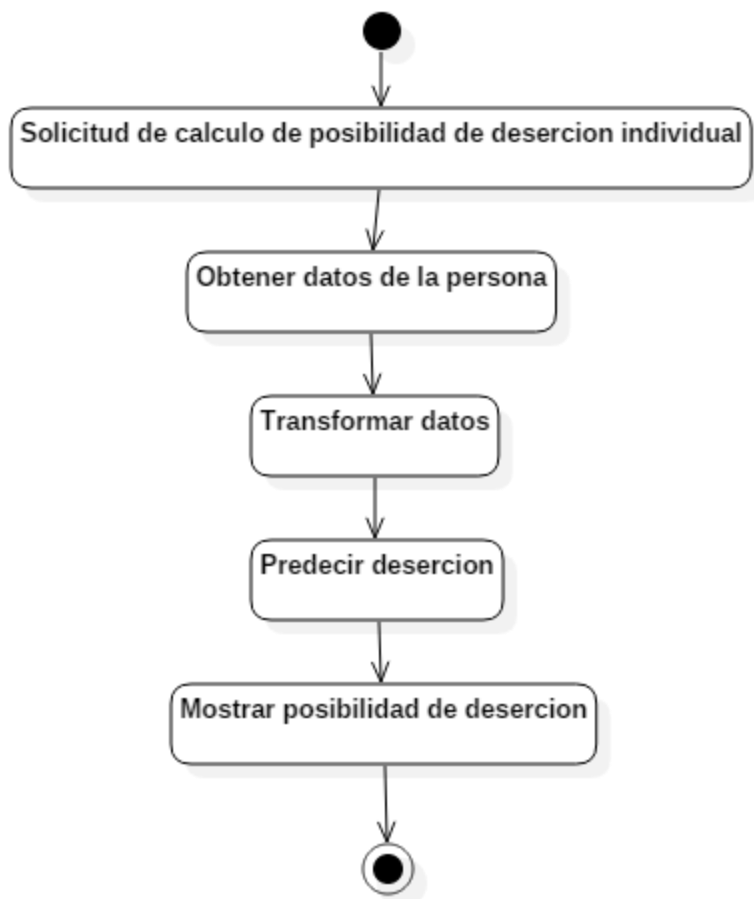 Solicitud de calculo de posibilidad de desercion individual
Obtener datos de la persona
Transformar datos
Predecir desercion
Mostrar posibilidad de desercion